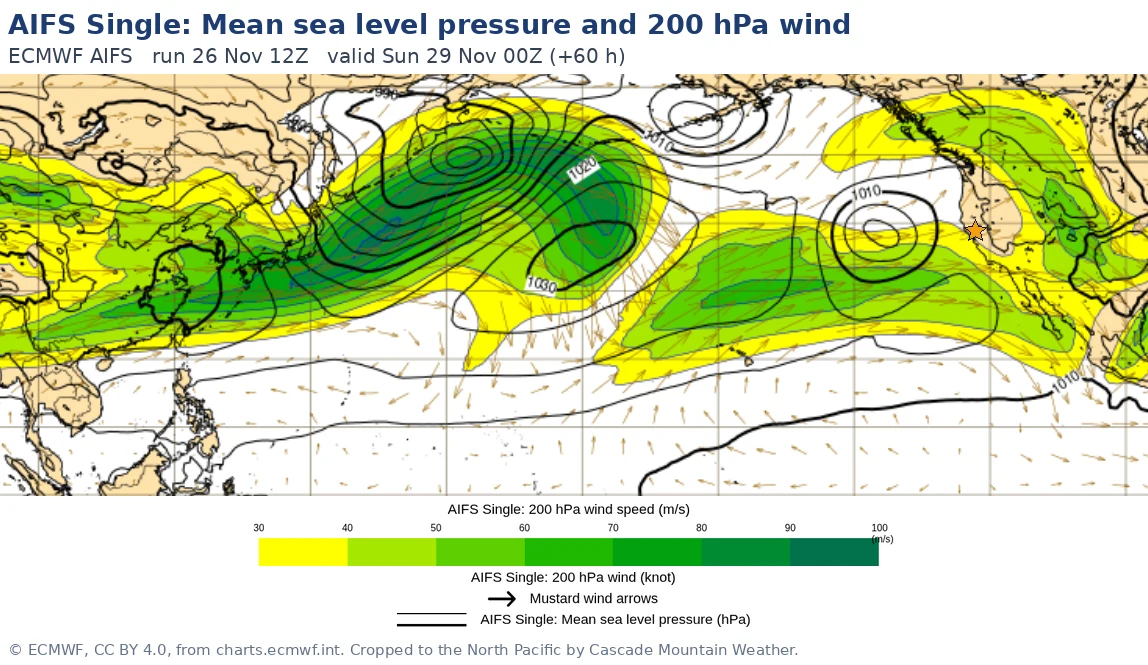 AIFS Single: Mean sea level pressure and 200 hPa wind
ECMWF AIFS run 26 Nov 12Z valid Sun 29 Nov 00Z (+60 h)
990
1010
1020
1010
1030
1010
AIFS Single: 200 hPa wind speed (m/s)
30 40 50 60 70 80 90 100
(m/s)
AIFS Single: 200 hPa wind (knot)
Mustard wind arrows
AIFS Single: Mean sea level pressure (hPa)
© ECMWF, CC BY 4.0, from charts.ecmwf.int. Cropped to the North Pacific by Cascade Mountain Weather.